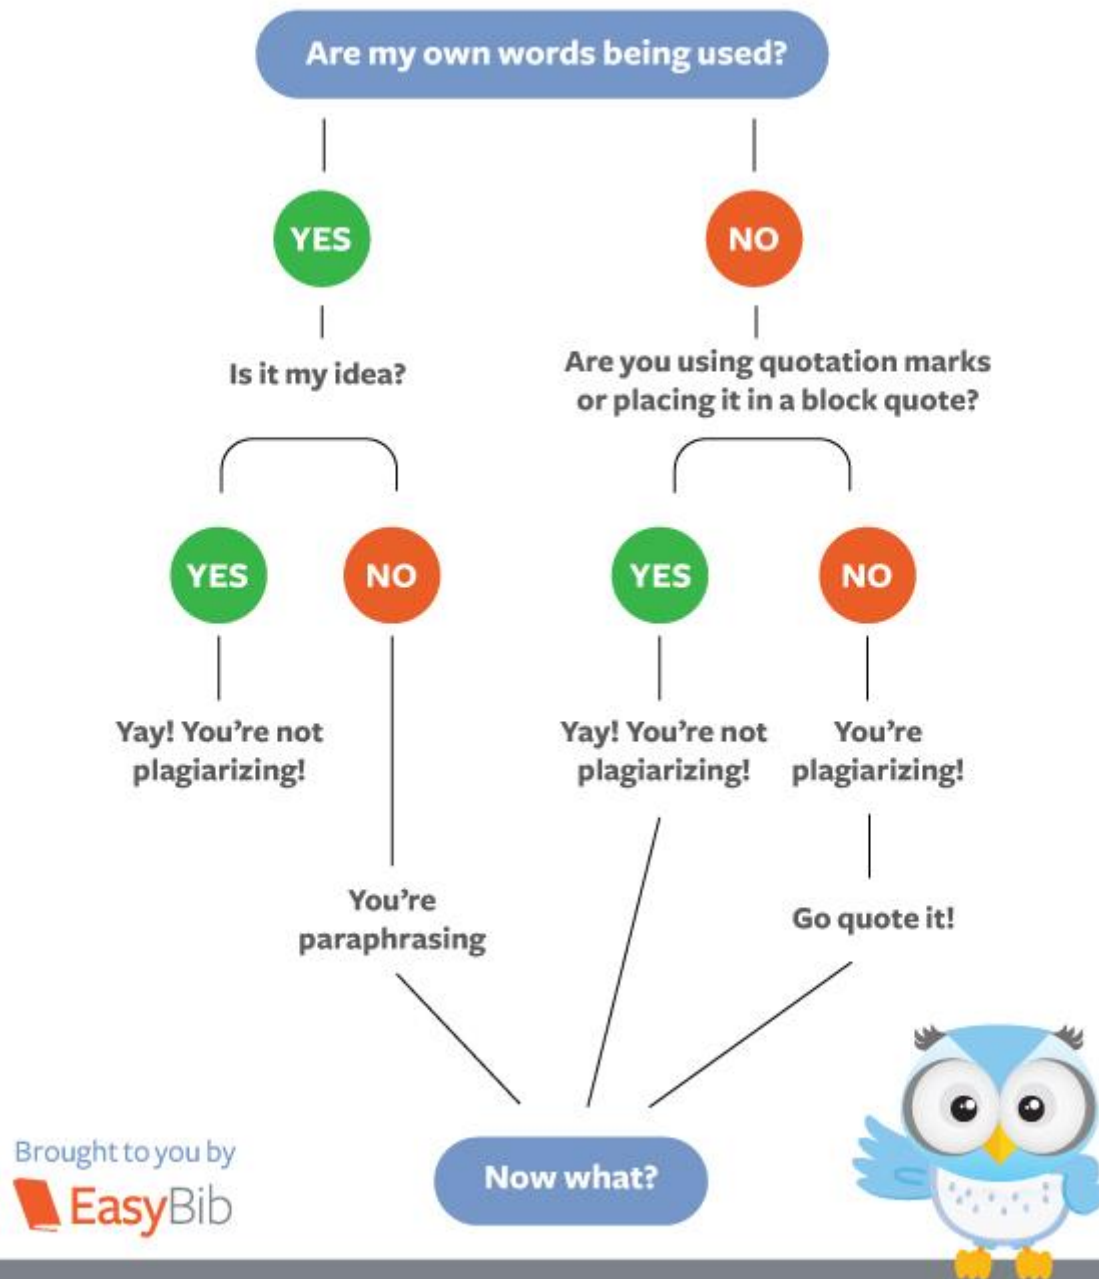 Are my own words being used?
YES
NO
Is it my idea?
Are you using quotation marks
or placing it in a block quote?
YES
NO
YES
NO
Yay! You’re not
plagiarizing!
Yay! You’re not
plagiarizing!
You’re
plagiarizing!
You’re
paraphrasing
Go quote it!
Now what?
Brought to you by
EasyBib